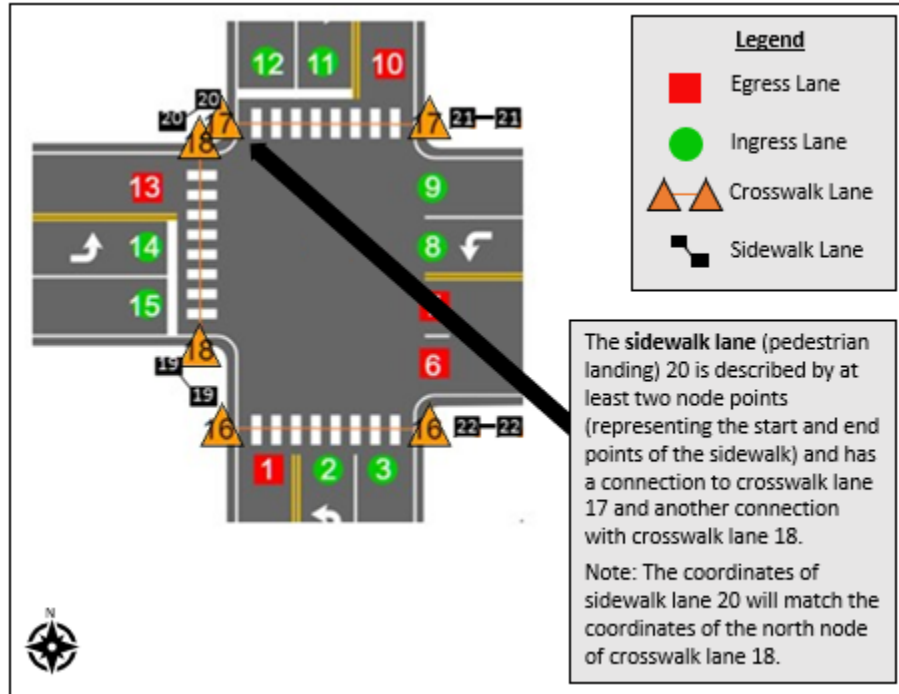 Legend
Egress Lane
Ingress Lane
Crosswalk Lane
Sidewalk Lane
12
11
10
20
20
17
17
21
21
18
13
9
14
8
15
6
18
19
19
16
16
22
22
1
2
3
The sidewalk lane (pedestrian
landing) 20 is described by at
least two node points
(representing the start and end
points of the sidewalk) and has
a connection to crosswalk lane
17 and another connection
with crosswalk lane 18.
Note: The coordinates of
sidewalk lane 20 will match the
coordinates of the north node
of crosswalk lane 18.
N